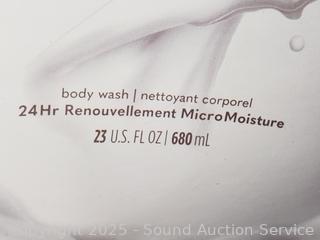 body wash | nettoyant corporel
24Hr Renouvellement MicroMoisture
23 U.S. FL OZ | 680 mL
Copyright 2025 - Sound Auction Service